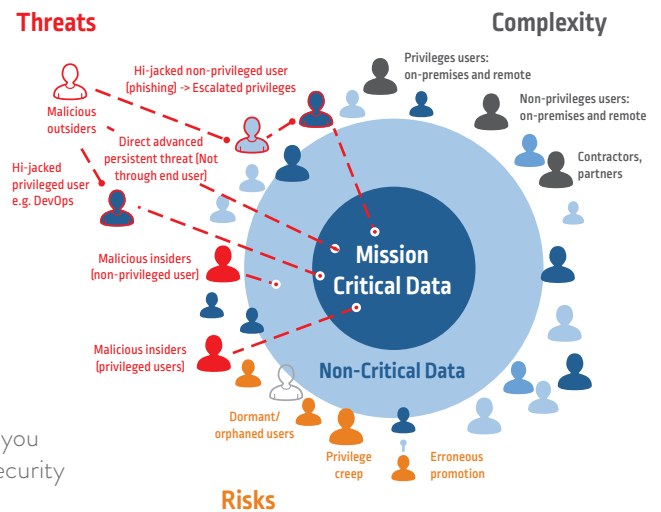 Threats
Complexity
Hi-jacked non-privileged user
(phishing) -> Escalated privileges
Privileges users:
on-premises and remote
Malicious
outsiders
Non-privileges users:
on-premises and remote
Direct advanced
persistent threat (Not
through end user)
Contractors,
partners
Hi-jacked
privileged user
e.g. DevOps
Malicious insiders
(non-privileged user)
Mission
Critical Data
Malicious insiders
(privileged users)
Non-Critical Data
Dormant/
orphaned users
Privilege
creep
Erroneous
promotion
you
ecurity
Risks